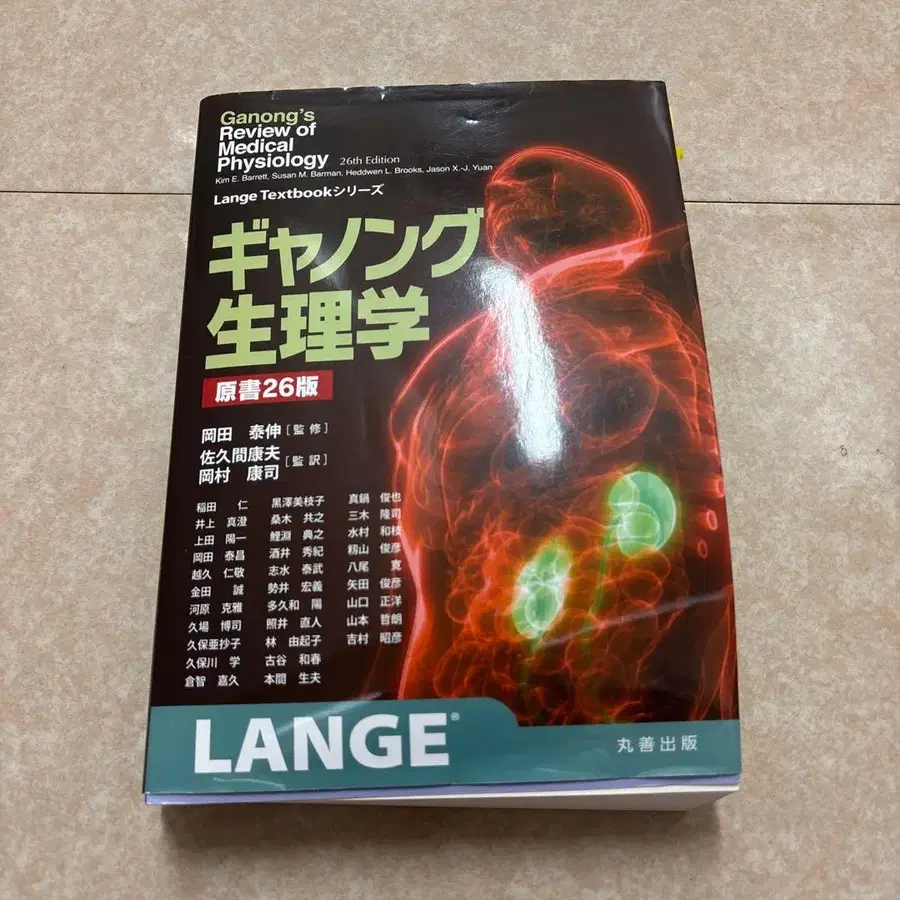 Ganong's
Review of
Medical
Physiology 26th Edition
Kim E. Barrett, Susan M. Barman, Heddwen L. Brooks, Jason X.-J. Yuan
Lange Textbookシリーズ
ギャノング
生理学
原書26版
岡田 泰伸[監修]
佐久間康夫
岡村 康司
[監訳]
稲田 仁 黒澤美枝子 真鍋 俊也
井上 真澄 桑木 共之 三木 隆司
上田 陽一 鯉淵 典之 水村 和枝
岡田 泰昌 酒井 秀紀 籾山 俊彦
越久 仁敬 志水 泰武 八尾 寛
金田 誠 勢井 宏義 矢田 俊彦
河原 克雅 多久和 陽 山口 正洋
久場 博司 照井 直人 山本 哲朗
久保亜抄子 林 由起子 吉村 昭彦
久保川 学 古谷 和春
倉智 嘉久 本間 生夫
LANGE®
丸善出版